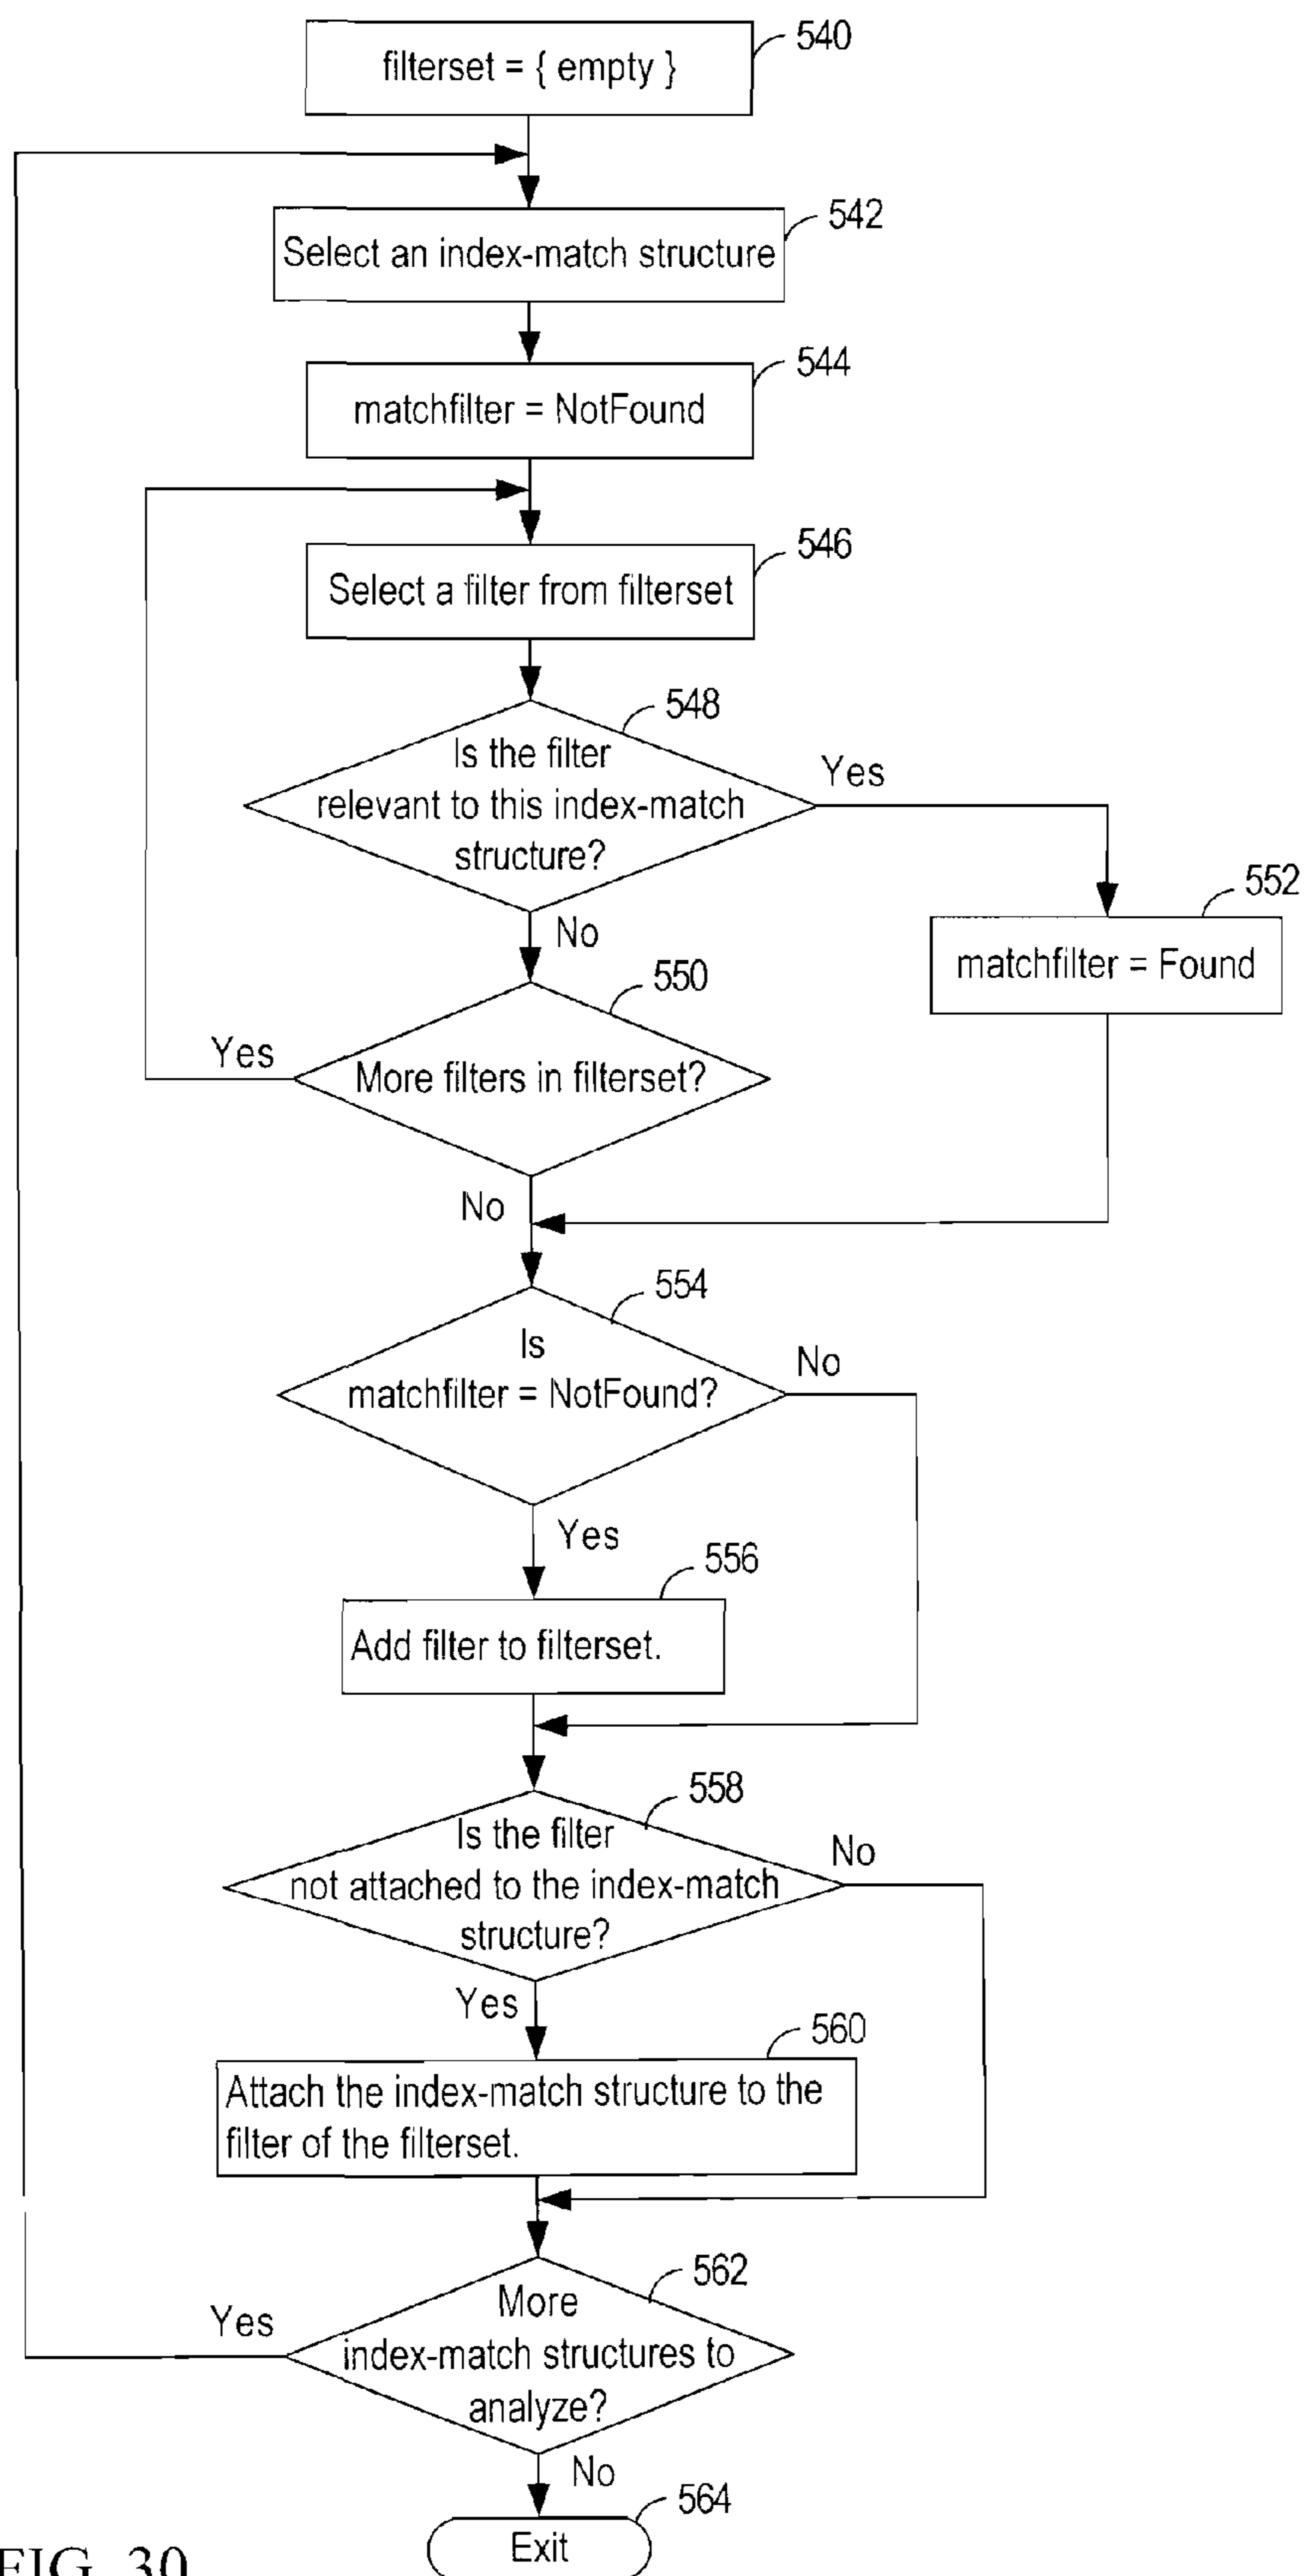 540
filterset = { empty }
542
Select an index-match structure
544
matchfilter = NotFound
546
Select a filter from filterset
548
Is the filter
relevant to this index-match
structure?
Yes
No
552
matchfilter = Found
550
More filters in filterset?
Yes
No
554
Is
matchfilter = NotFound?
No
Yes
556
Add filter to filterset.
558
Is the filter
not attached to the index-match
structure?
No
Yes
560
Attach the index-match structure to the
filter of the filterset.
562
More
index-match structures to
analyze?
Yes
No
564
Exit
FIG. 30